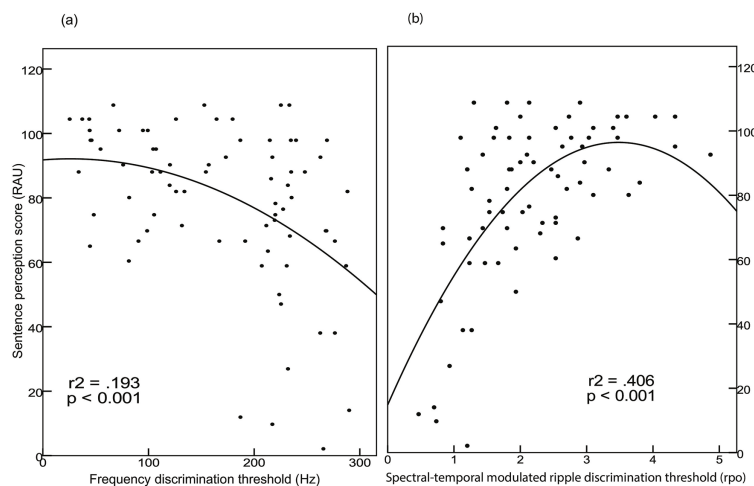 (a)
(b)
Sentence perception score (RAU)
120
100
80
60
40
20
0
r2 = .193
p < 0.001
0 100 200 300
Frequency discrimination threshold (Hz)
120
100
80
60
40
20
0
r2 = .406
p < 0.001
0 1 2 3 4 5
Spectral-temporal modulated ripple discrimination threshold (rpo)